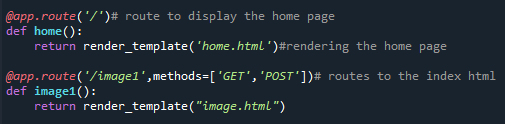 @app.route('/')# route to display the home page
def home():
    return render_template('home.html')#rendering the home page

@app.route('/image1',methods=['GET','POST'])# routes to the index html
def image1():
    return render_template("image.html")